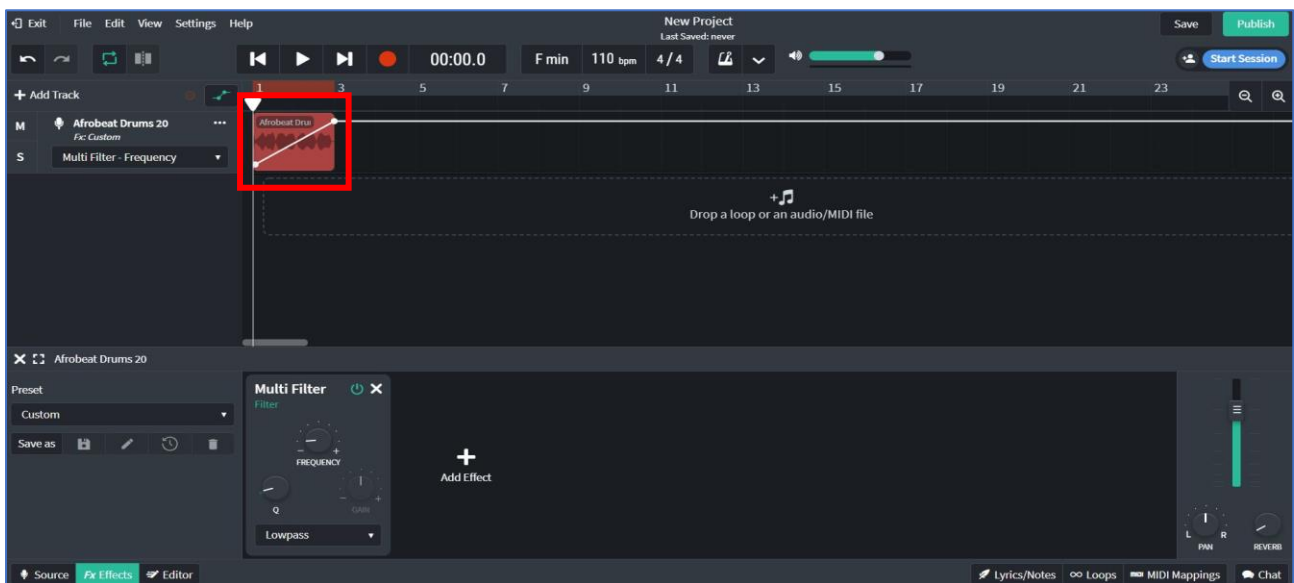 Exit File Edit View Settings Help
New Project
Last Saved: never
Save Publish
00:00.0 F min 110 bpm 4 / 4
Start Session
+ Add Track
1 3 5 7 9 11 13 15 17 19 21 23
M Afrobeat Drums 20 ...
Fx: Custom
S Multi Filter - Frequency
Afrobeat Dru
Drop a loop or an audio/MIDI file
Afrobeat Drums 20
Preset
Custom
Save as
Multi Filter
Filter
- +
FREQUENCY
Q
- +
GAIN
Lowpass
Add Effect
L R
PAN
REVERB
Source Fx Effects Editor
Lyrics/Notes Loops MIDI MIDI Mappings Chat